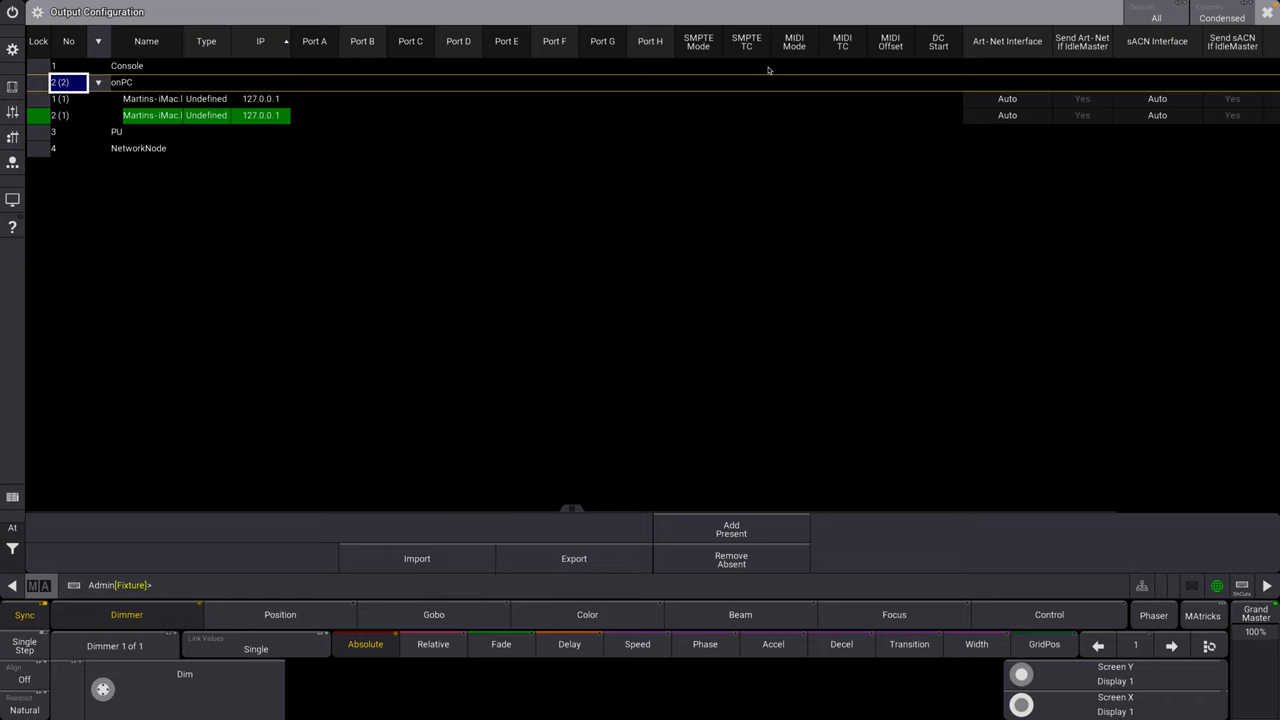 Output Configuration
Session
All
Columns
Condensed
Lock No Name Type IP Port A Port B Port C Port D Port E Port F Port G Port H SMPTE Mode SMPTE TC MIDI Mode MIDI TC MIDI Offset DC Start Art-Net Interface Send Art-Net If IdleMaster sACN Interface Send sACN If IdleMaster
1 Console
2 (2) onPC
1 (1) Martins-iMac.l Undefined 127.0.0.1 Auto Yes Auto Yes
2 (1) Martins-iMac.l Undefined 127.0.0.1 Auto Yes Auto Yes
3 PU
4 NetworkNode
?
At
Add
Present
Import Export Remove
Absent
MA Admin[Fixture]> ShCuts
Sync Dimmer Position Gobo Color Beam Focus Control Phaser MAtricks Grand
Master
100%
Single
Step
Dimmer 1 of 1
Link Values
Single
Absolute Relative Fade Delay Speed Phase Accel Decel Transition Width GridPos 1
Align
Off
Dim
Screen Y
Display 1
Readout
Natural
Screen X
Display 1